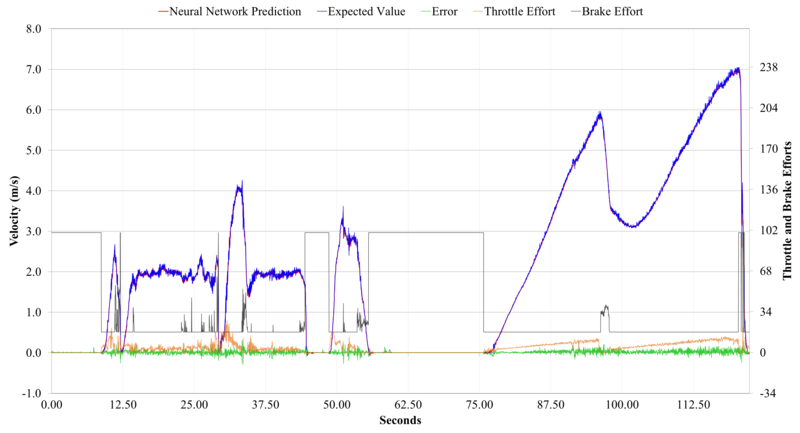 Neural Network Prediction Expected Value Error Throttle Effort Brake Effort
8.0
7.0 238
6.0 204
5.0 170
4.0 136
3.0 102
2.0 68
1.0 34
0.0 0
-1.0 -34
Velocity (m/s)
Throttle and Brake Efforts
0.00 12.50 25.00 37.50 50.00 62.50 75.00 87.50 100.00 112.50
Seconds